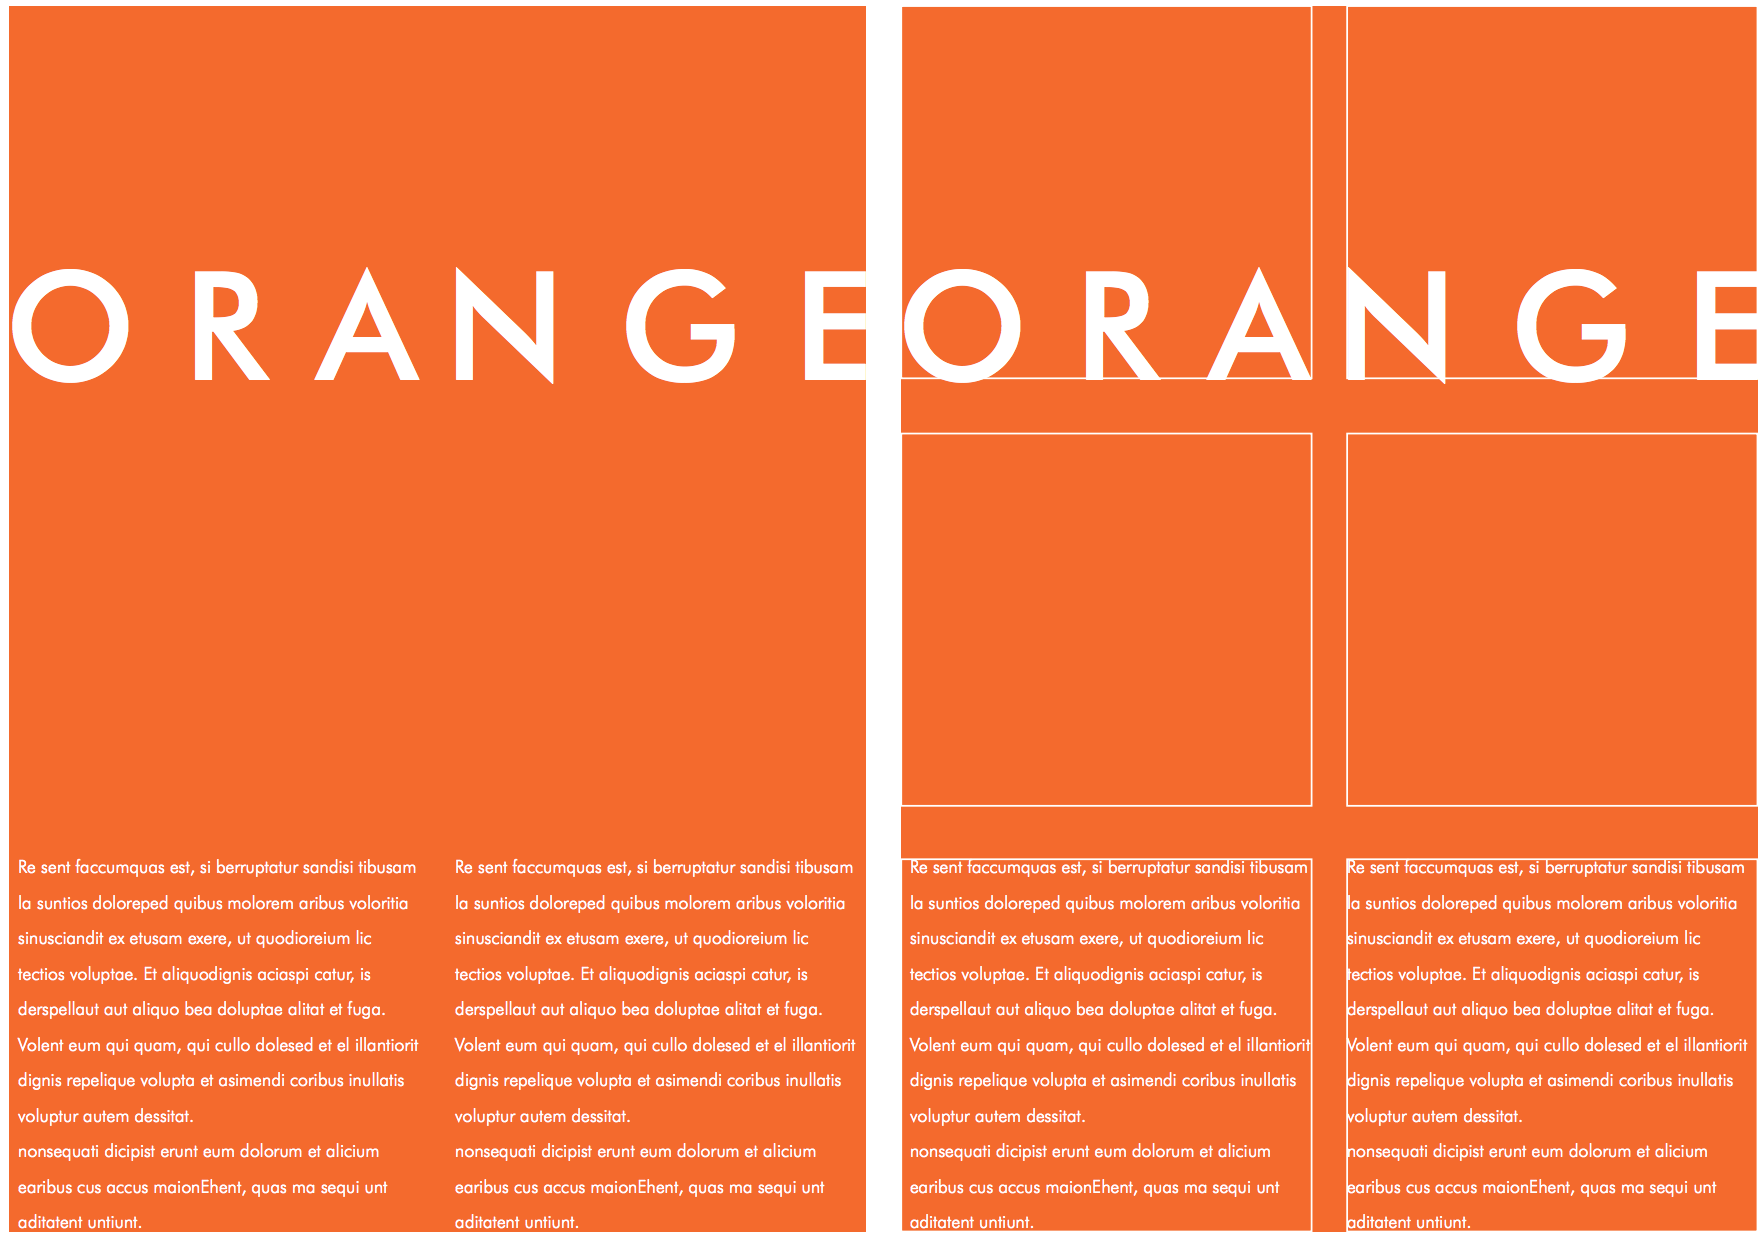 ORANGE
Re sent faccumquas est, si berruptatur sandisi tibusam
la suntios doloreped quibus molorem aribus voloritia
sinusciandit ex etusam exere, ut quodioreium lic
tectios voluptae. Et aliquodignis aciaspi catur, is
derspellaut aut aliquo bea doluptae alitat et fuga.
Volent eum qui quam, qui cullo dolesed et el illantiorit
dignis repelique volupta et asimendi coribus inullatis
voluptur autem dessitat.
nonsequati dicipist erunt eum dolorum et alicium
earibus cus accus maionEhent, quas ma sequi unt
aditatent untiunt.
Re sent faccumquas est, si berruptatur sandisi tibusam
la suntios doloreped quibus molorem aribus voloritia
sinusciandit ex etusam exere, ut quodioreium lic
tectios voluptae. Et aliquodignis aciaspi catur, is
derspellaut aut aliquo bea doluptae alitat et fuga.
Volent eum qui quam, qui cullo dolesed et el illantiorit
dignis repelique volupta et asimendi coribus inullatis
voluptur autem dessitat.
nonsequati dicipist erunt eum dolorum et alicium
earibus cus accus maionEhent, quas ma sequi unt
aditatent untiunt.
ORANGE
Re sent faccumquas est, si berruptatur sandisi tibusam
la suntios doloreped quibus molorem aribus voloritia
sinusciandit ex etusam exere, ut quodioreium lic
tectios voluptae. Et aliquodignis aciaspi catur, is
derspellaut aut aliquo bea doluptae alitat et fuga.
Volent eum qui quam, qui cullo dolesed et el illantiorit
dignis repelique volupta et asimendi coribus inullatis
voluptur autem dessitat.
nonsequati dicipist erunt eum dolorum et alicium
earibus cus accus maionEhent, quas ma sequi unt
aditatent untiunt.
Re sent faccumquas est, si berruptatur sandisi tibusam
la suntios doloreped quibus molorem aribus voloritia
sinusciandit ex etusam exere, ut quodioreium lic
tectios voluptae. Et aliquodignis aciaspi catur, is
derspellaut aut aliquo bea doluptae alitat et fuga.
Volent eum qui quam, qui cullo dolesed et el illantiorit
dignis repelique volupta et asimendi coribus inullatis
voluptur autem dessitat.
nonsequati dicipist erunt eum dolorum et alicium
earibus cus accus maionEhent, quas ma sequi unt
aditatent untiunt.